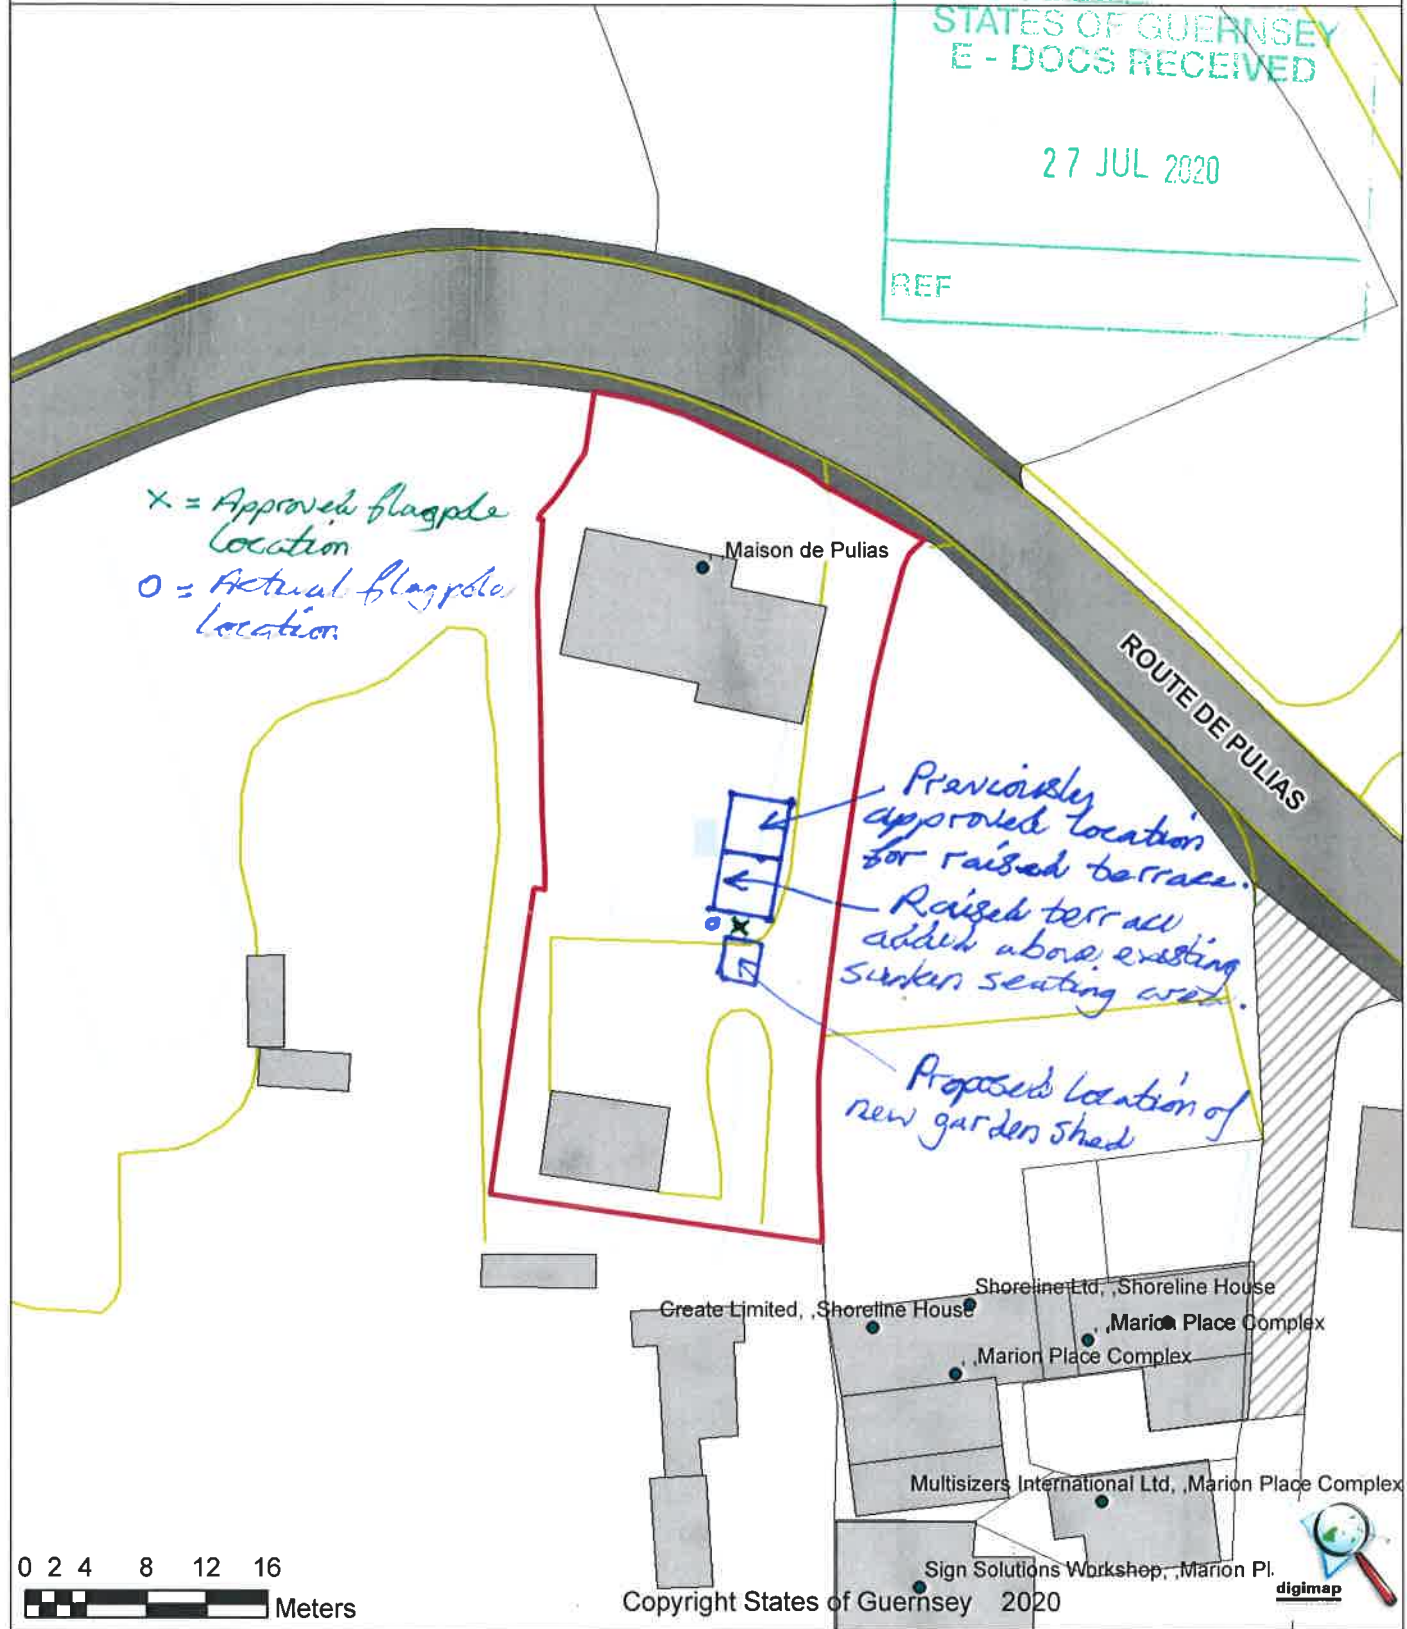 STATES OF GUERNSEY
E - DOCS RECEIVED
27 JUL 2020
REF
X = Approved flagpole
location
O = Actual flagpole
location
, Maison de Pulias
ROUTE DE PULIAS
Previously
approved location
for raised terrace.
Raised terrace
added above existing
sunken seating area.
Proposed location of
new garden shed
Shoreline Ltd, ,Shoreline House
Create Limited, ,Shoreline House
, ,Marion Place Complex
, ,Marion Place Complex
Multisizers International Ltd, ,Marion Place Complex
Sign Solutions Workshop, ,Marion Pl.
digimap
0 2 4 8 12 16
Meters
Copyright States of Guernsey 2020